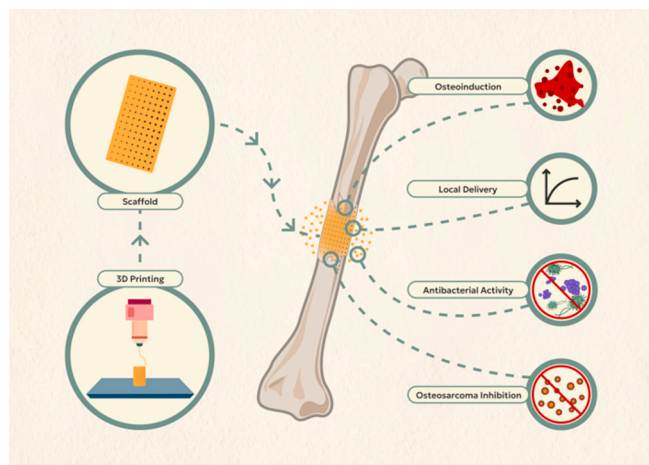 Osteoinduction
Local Delivery
Scaffold
3D Printing
Antibacterial Activity
Osteosarcoma Inhibition